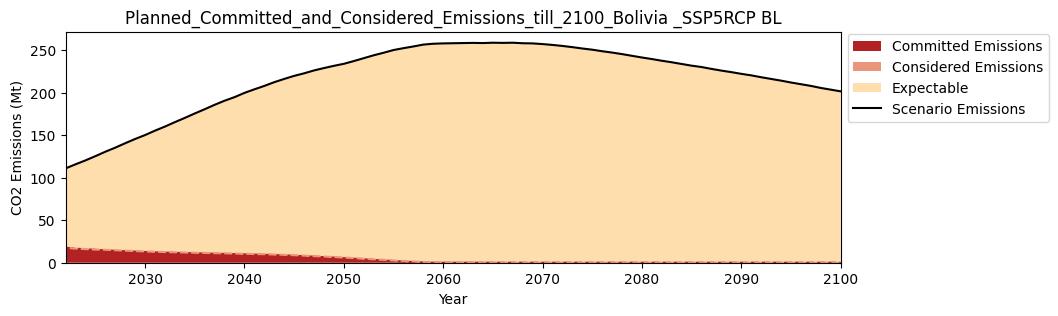 Planned_Committed_and_Considered_Emissions_till_2100_Bolivia _SSP5RCP BL
CO2 Emissions (Mt)
250
200
150
100
50
0
2030 2040 2050 2060 2070 2080 2090 2100
Year
Committed Emissions
Considered Emissions
Expectable
Scenario Emissions